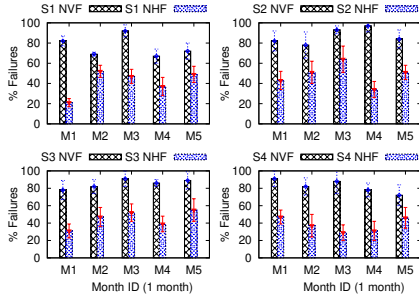 S1 NVF S1 NHF
% Failures
100
80
60
40
20
0
M1 M2 M3 M4 M5
S2 NVF S2 NHF
% Failures
100
80
60
40
20
0
M1 M2 M3 M4 M5
S3 NVF S3 NHF
% Failures
100
80
60
40
20
0
M1 M2 M3 M4 M5
Month ID (1 month)
S4 NVF S4 NHF
% Failures
100
80
60
40
20
0
M1 M2 M3 M4 M5
Month ID (1 month)